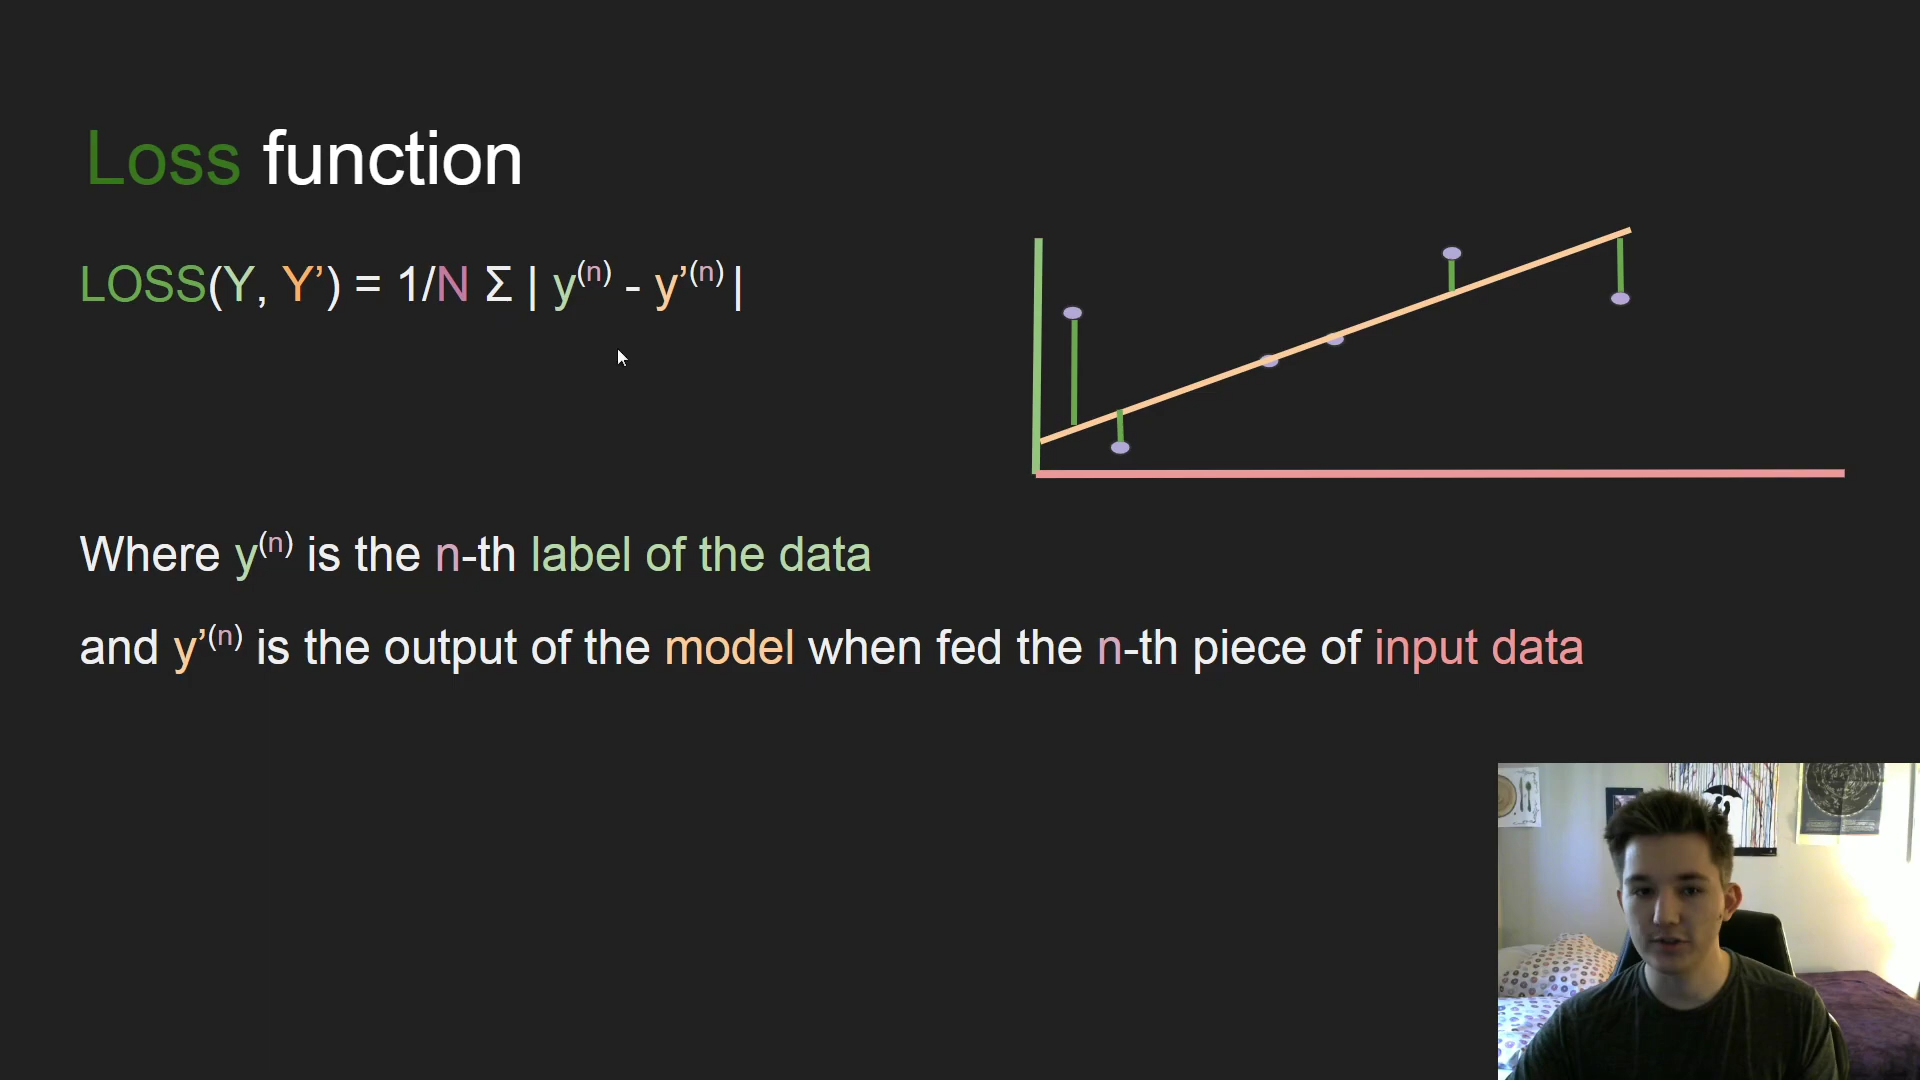 Loss function
LOSS(Y, Y’) = 1/N Σ | y⁽ⁿ⁾ - y’⁽ⁿ⁾ |
Where y⁽ⁿ⁾ is the n-th label of the data
and y’⁽ⁿ⁾ is the output of the model when fed the n-th piece of input data